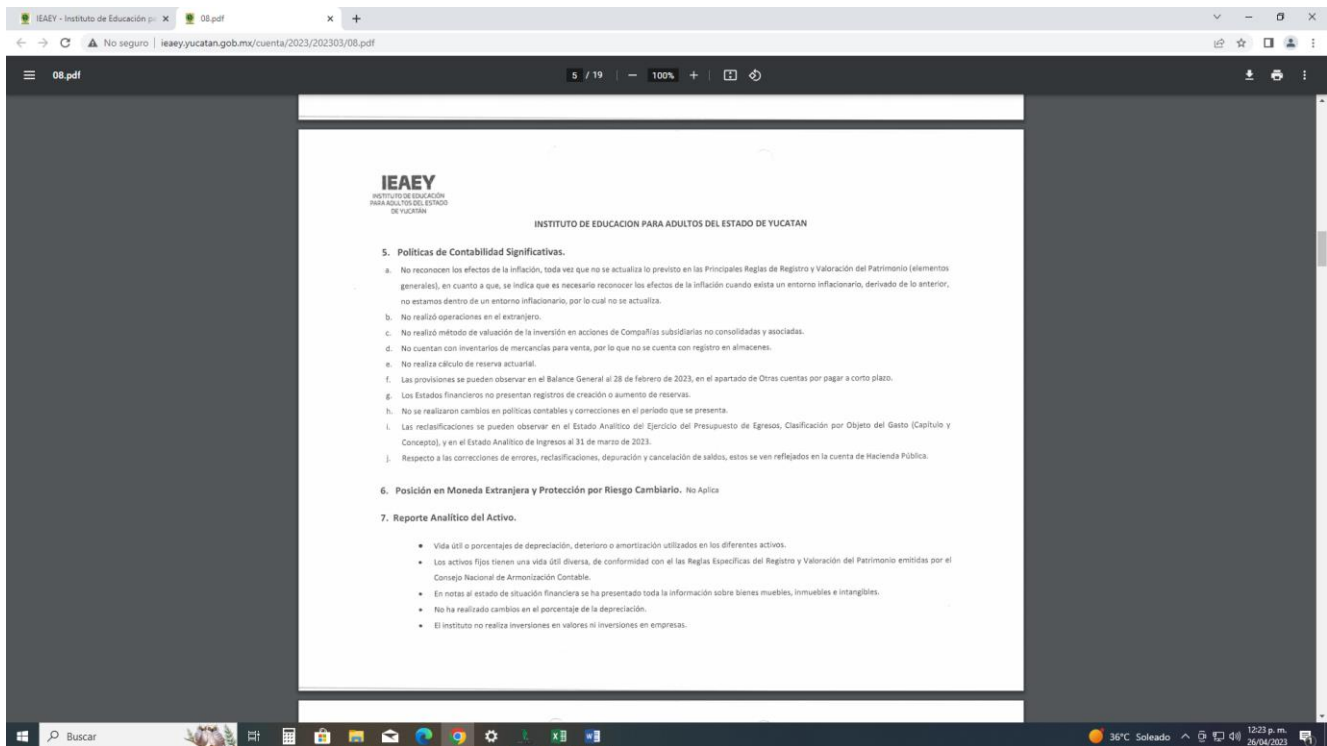 IEAEY - Instituto de Educación pa
08.pdf
No seguro | ieaey.yucatan.gob.mx/cuenta/2023/202303/08.pdf
08.pdf
5 / 19
100%
IEAEY
INSTITUTO DE EDUCACIÓN
PARA ADULTOS DEL ESTADO
DE YUCATÁN
INSTITUTO DE EDUCACION PARA ADULTOS DEL ESTADO DE YUCATAN
5. Políticas de Contabilidad Significativas.
a. No reconocen los efectos de la inflación, toda vez que no se actualiza lo previsto en las Principales Reglas de Registro y Valoración del Patrimonio (elementos
generales), en cuanto a que, se indica que es necesario reconocer los efectos de la inflación cuando exista un entorno inflacionario, derivado de lo anterior,
no estamos dentro de un entorno inflacionario, por lo cual no se actualiza.
b. No realizó operaciones en el extranjero.
c. No realizó método de valuación de la inversión en acciones de Compañías subsidiarias no consolidadas y asociadas.
d. No cuentan con inventarios de mercancías para venta, por lo que no se cuenta con registro en almacenes.
e. No realiza cálculo de reserva actuarial.
f. Las provisiones se pueden observar en el Balance General al 28 de febrero de 2023, en el apartado de Otras cuentas por pagar a corto plazo.
g. Los Estados financieros no presentan registros de creación o aumento de reservas.
h. No se realizaron cambios en políticas contables y correcciones en el período que se presenta.
i. Las reclasificaciones se pueden observar en el Estado Analítico del Ejercicio del Presupuesto de Egresos, Clasificación por Objeto del Gasto (Capítulo y
Concepto), y en el Estado Analítico de Ingresos al 31 de marzo de 2023.
j. Respecto a las correcciones de errores, reclasificaciones, depuración y cancelación de saldos, estos se ven reflejados en la cuenta de Hacienda Pública.
6. Posición en Moneda Extranjera y Protección por Riesgo Cambiario. No Aplica
7. Reporte Analítico del Activo.
• Vida útil o porcentajes de depreciación, deterioro o amortización utilizados en los diferentes activos.
• Los activos fijos tienen una vida útil diversa, de conformidad con el las Reglas Específicas del Registro y Valoración del Patrimonio emitidas por el
Consejo Nacional de Armonización Contable.
• En notas al estado de situación financiera se ha presentado toda la información sobre bienes muebles, inmuebles e intangibles.
• No ha realizado cambios en el porcentaje de la depreciación.
• El instituto no realiza inversiones en valores ni inversiones en empresas.
Buscar
36°C Soleado
12:23 p. m.
26/04/2023